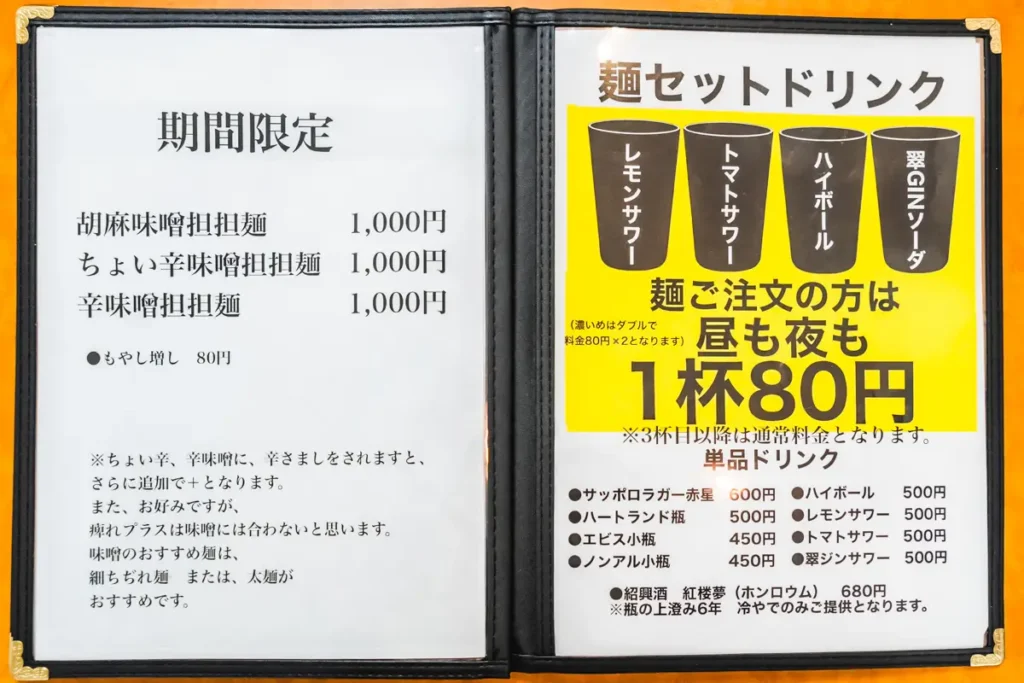 期間限定
胡麻味噌担担麺 1,000円
ちょい辛味噌担担麺 1,000円
辛味噌担担麺 1,000円
●もやし増し 80円
※ちょい辛、辛味噌に、辛さましをされますと、
さらに追加で＋となります。
また、お好みですが、
痺れプラスは味噌には合わないと思います。
味噌のおすすめ麺は、
細ちぢれ麺 または、太麺が
おすすめです。
麺セットドリンク
レモンサワー
トマトサワー
ハイボール
翠GINソーダ
麺ご注文の方は
（濃いめはダブルで
料金80円×2となります）
昼も夜も
1杯80円
※3杯目以降は通常料金となります。
単品ドリンク
●サッポロラガー赤星 600円
●ハートランド瓶 500円
●エビス小瓶 450円
●ノンアル小瓶 450円
●ハイボール 500円
●レモンサワー 500円
●トマトサワー 500円
●翠ジンサワー 500円
●紹興酒 紅楼夢（ホンロウム） 680円
※瓶の上澄み6年 冷やでのみご提供となります。